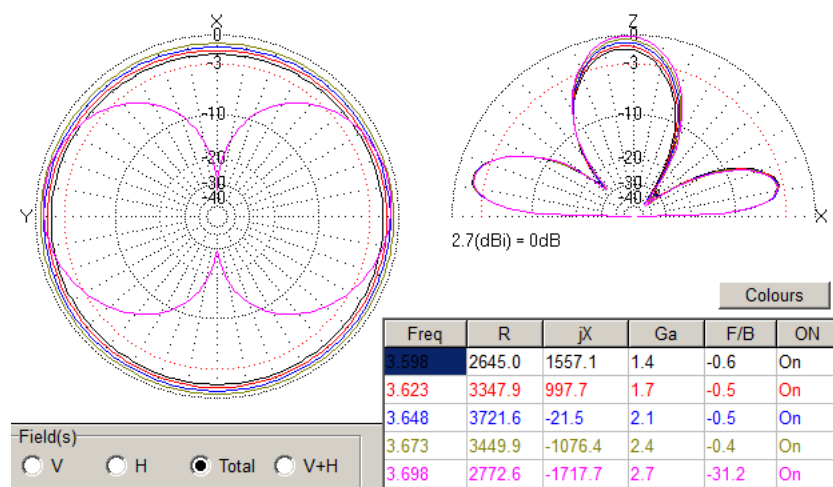 X
0
-3
-10
-20
-30
-40
Y
Z
0
-3
-10
-20
-30
-40
X
2.7(dBi) = 0dB
Colours
Freq R jX Ga F/B ON
3.598 2645.0 1557.1 1.4 -0.6 On
3.623 3347.9 997.7 1.7 -0.5 On
3.648 3721.6 -21.5 2.1 -0.5 On
3.673 3449.9 -1076.4 2.4 -0.4 On
3.698 2772.6 -1717.7 2.7 -31.2 On
Field(s)
V H Total V+H